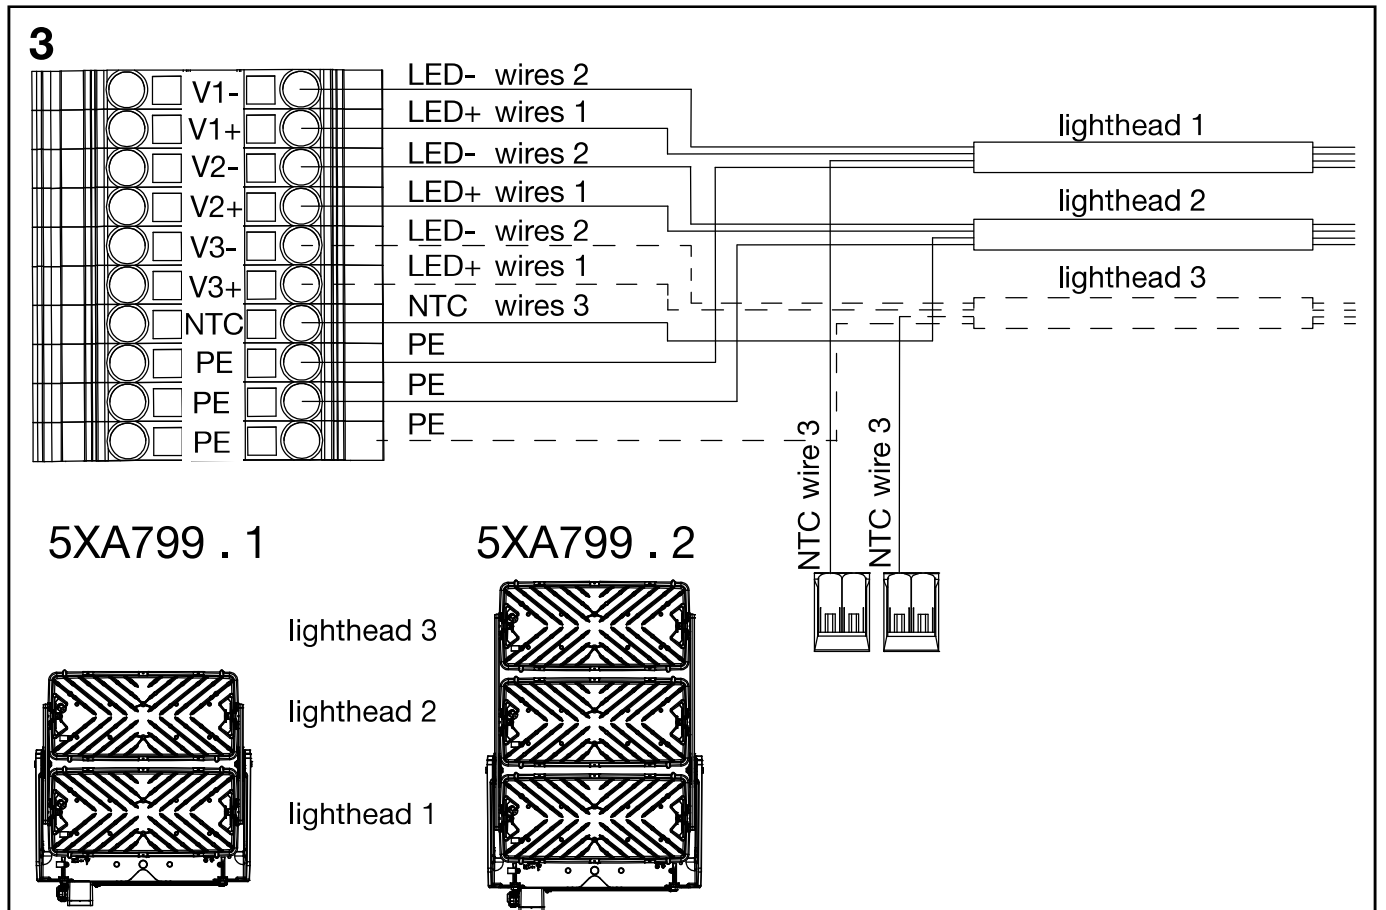 3
V1- LED- wires 2
V1+ LED+ wires 1
V2- LED- wires 2
V2+ LED+ wires 1
V3- LED- wires 2
V3+ LED+ wires 1
NTC NTC wires 3
PE PE
PE PE
PE PE
lighthead 1
lighthead 2
lighthead 3
NTC wire 3
NTC wire 3
5XA799 . 1
5XA799 . 2
lighthead 3
lighthead 2
lighthead 1